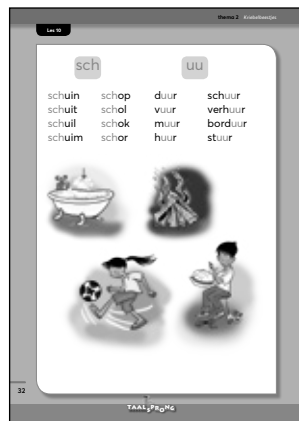 thema 2 Kriebelbeestjes
Les 10
sch uu
schuin schop duur schuur
schuit schol vuur verhuur
schuil schok muur borduur
schuim schor huur stuur
32
TAALSPRONG